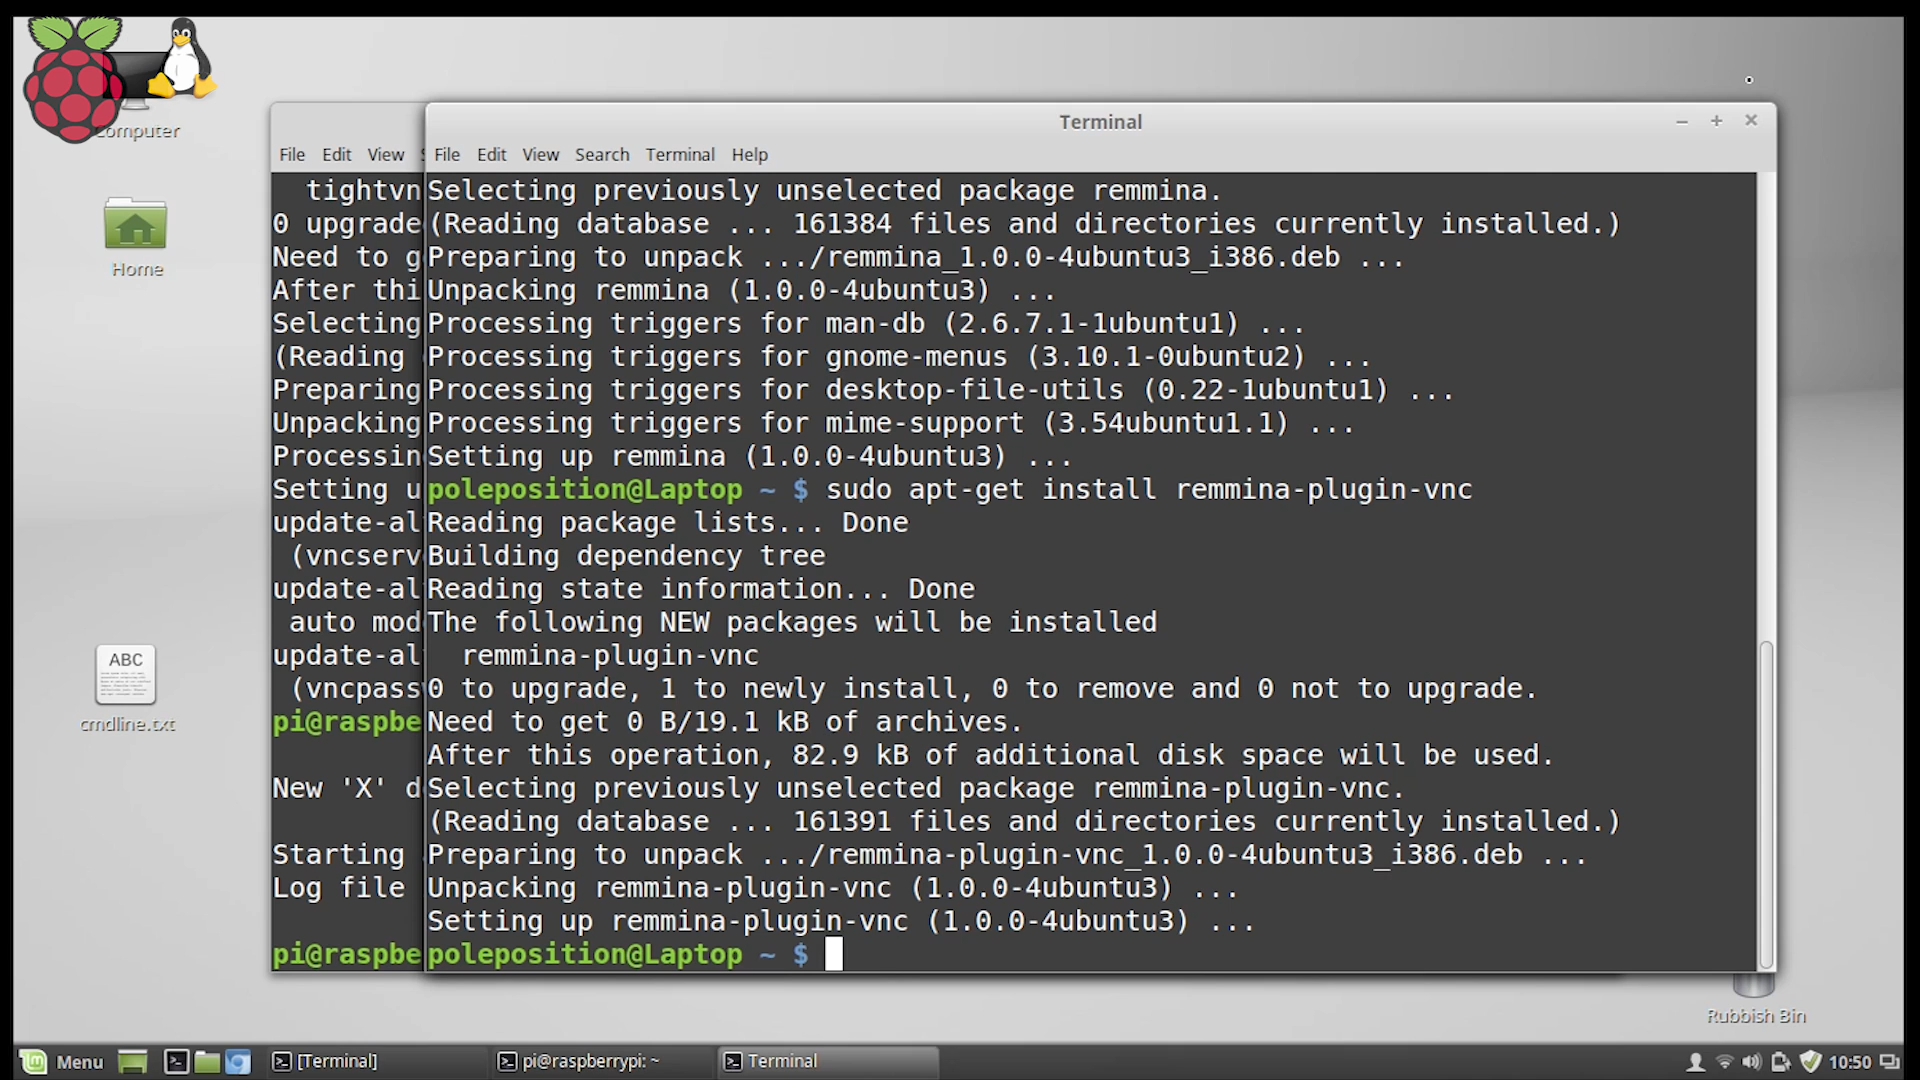 Computer
Home
ABC
cmdline.txt
Rubbish Bin
File Edit View
tightvn
0 upgrade
Need to g
After thi
Selecting
(Reading
Preparing
Unpacking
Processin
Setting u
update-al
(vncserv
update-al
auto mod
update-al
(vncpass
pi@raspbe
New 'X' d
Starting
Log file
pi@raspbe
Terminal
File Edit View Search Terminal Help
Selecting previously unselected package remmina.
(Reading database ... 161384 files and directories currently installed.)
Preparing to unpack .../remmina_1.0.0-4ubuntu3_i386.deb ...
Unpacking remmina (1.0.0-4ubuntu3) ...
Processing triggers for man-db (2.6.7.1-1ubuntu1) ...
Processing triggers for gnome-menus (3.10.1-0ubuntu2) ...
Processing triggers for desktop-file-utils (0.22-1ubuntu1) ...
Processing triggers for mime-support (3.54ubuntu1.1) ...
Setting up remmina (1.0.0-4ubuntu3) ...
poleposition@Laptop ~ $ sudo apt-get install remmina-plugin-vnc
Reading package lists... Done
Building dependency tree
Reading state information... Done
The following NEW packages will be installed
remmina-plugin-vnc
0 to upgrade, 1 to newly install, 0 to remove and 0 not to upgrade.
Need to get 0 B/19.1 kB of archives.
After this operation, 82.9 kB of additional disk space will be used.
Selecting previously unselected package remmina-plugin-vnc.
(Reading database ... 161391 files and directories currently installed.)
Preparing to unpack .../remmina-plugin-vnc_1.0.0-4ubuntu3_i386.deb ...
Unpacking remmina-plugin-vnc (1.0.0-4ubuntu3) ...
Setting up remmina-plugin-vnc (1.0.0-4ubuntu3) ...
poleposition@Laptop ~ $
Menu [Terminal] pi@raspberrypi: ~ Terminal 10:50